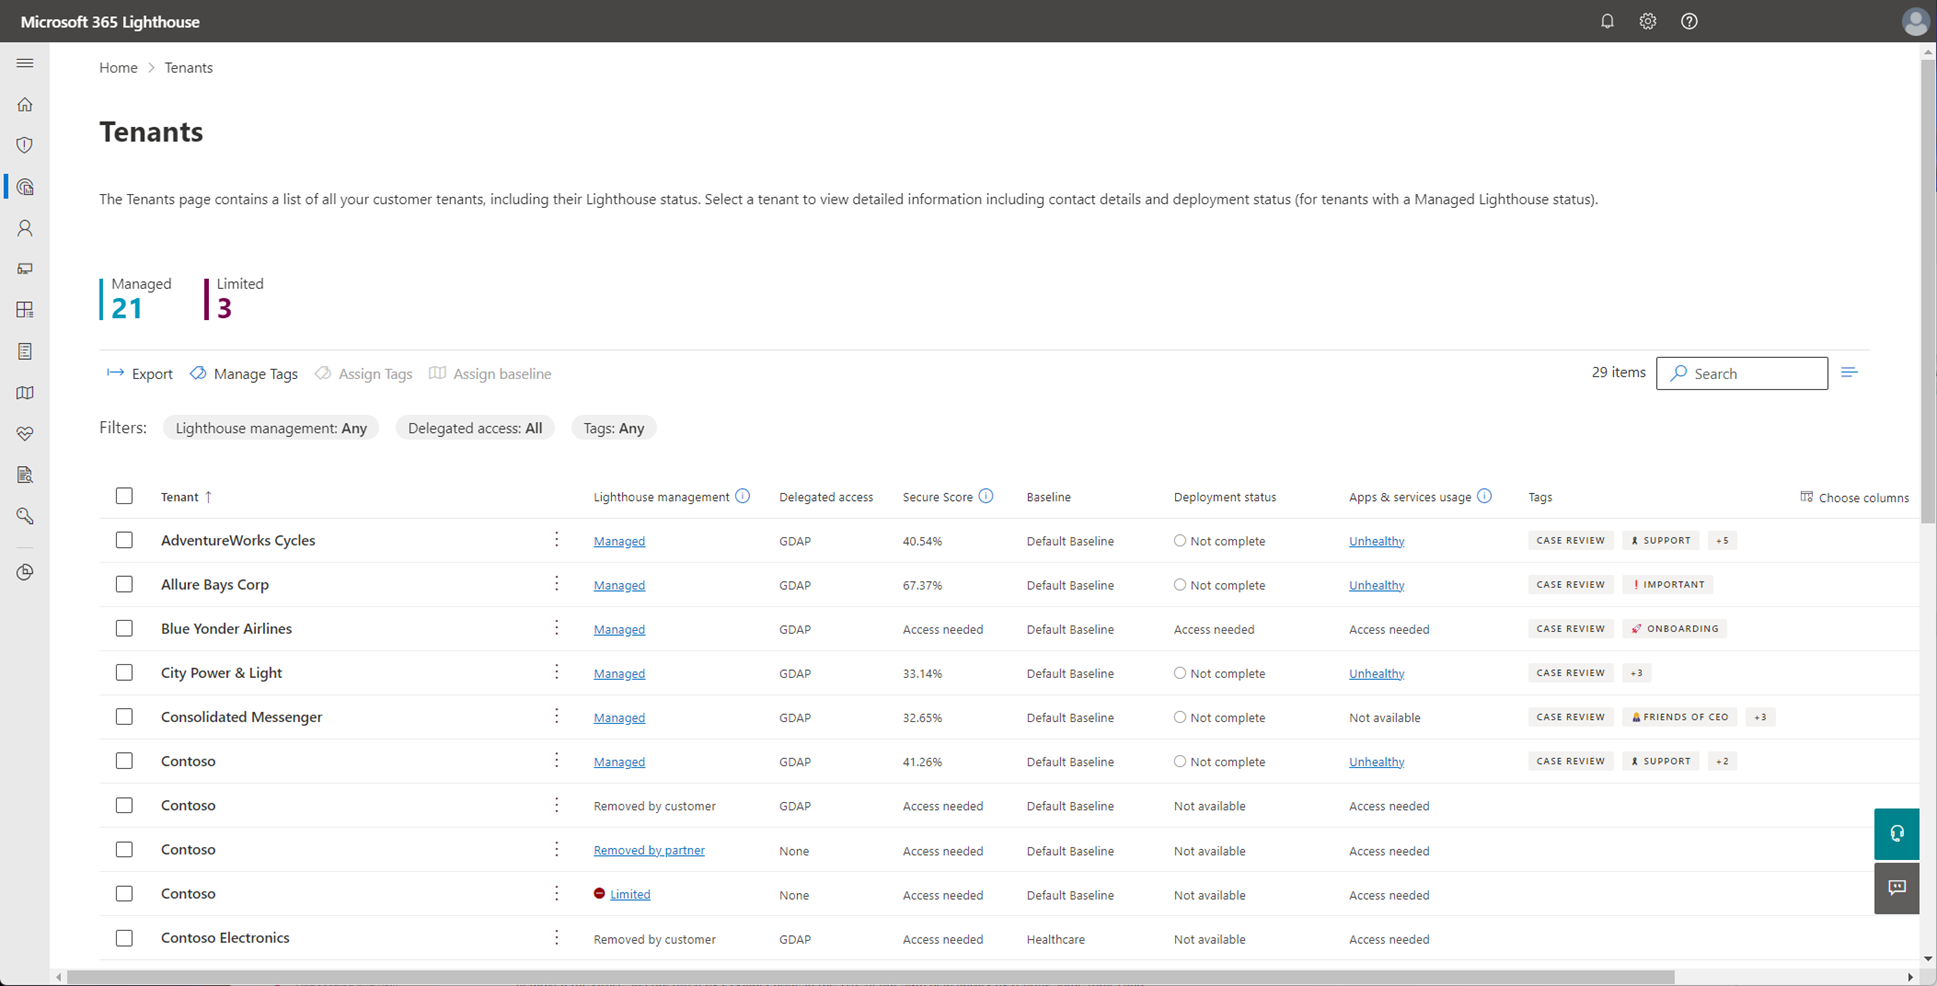 Microsoft 365 Lighthouse
Home > Tenants
Tenants
The Tenants page contains a list of all your customer tenants, including their Lighthouse status. Select a tenant to view detailed information including contact details and deployment status (for tenants with a Managed Lighthouse status).
Managed Limited
21 3
Export Manage Tags Assign Tags Assign baseline 29 items Search
Filters: Lighthouse management: Any Delegated access: All Tags: Any
Tenant ↑ Lighthouse management Delegated access Secure Score Baseline Deployment status Apps & services usage Tags Choose columns
AdventureWorks Cycles Managed GDAP 40.54% Default Baseline Not complete Unhealthy CASE REVIEW SUPPORT +5
Allure Bays Corp Managed GDAP 67.37% Default Baseline Not complete Unhealthy CASE REVIEW ❗IMPORTANT
Blue Yonder Airlines Managed GDAP Access needed Default Baseline Access needed Access needed CASE REVIEW ONBOARDING
City Power & Light Managed GDAP 33.14% Default Baseline Not complete Unhealthy CASE REVIEW +3
Consolidated Messenger Managed GDAP 32.65% Default Baseline Not complete Not available CASE REVIEW FRIENDS OF CEO +3
Contoso Managed GDAP 41.26% Default Baseline Not complete Unhealthy CASE REVIEW SUPPORT +2
Contoso Removed by customer GDAP Access needed Default Baseline Not available Access needed
Contoso Removed by partner None Access needed Default Baseline Not available Access needed
Contoso Limited None Access needed Default Baseline Not available Access needed
Contoso Electronics Removed by customer GDAP Access needed Healthcare Not available Access needed